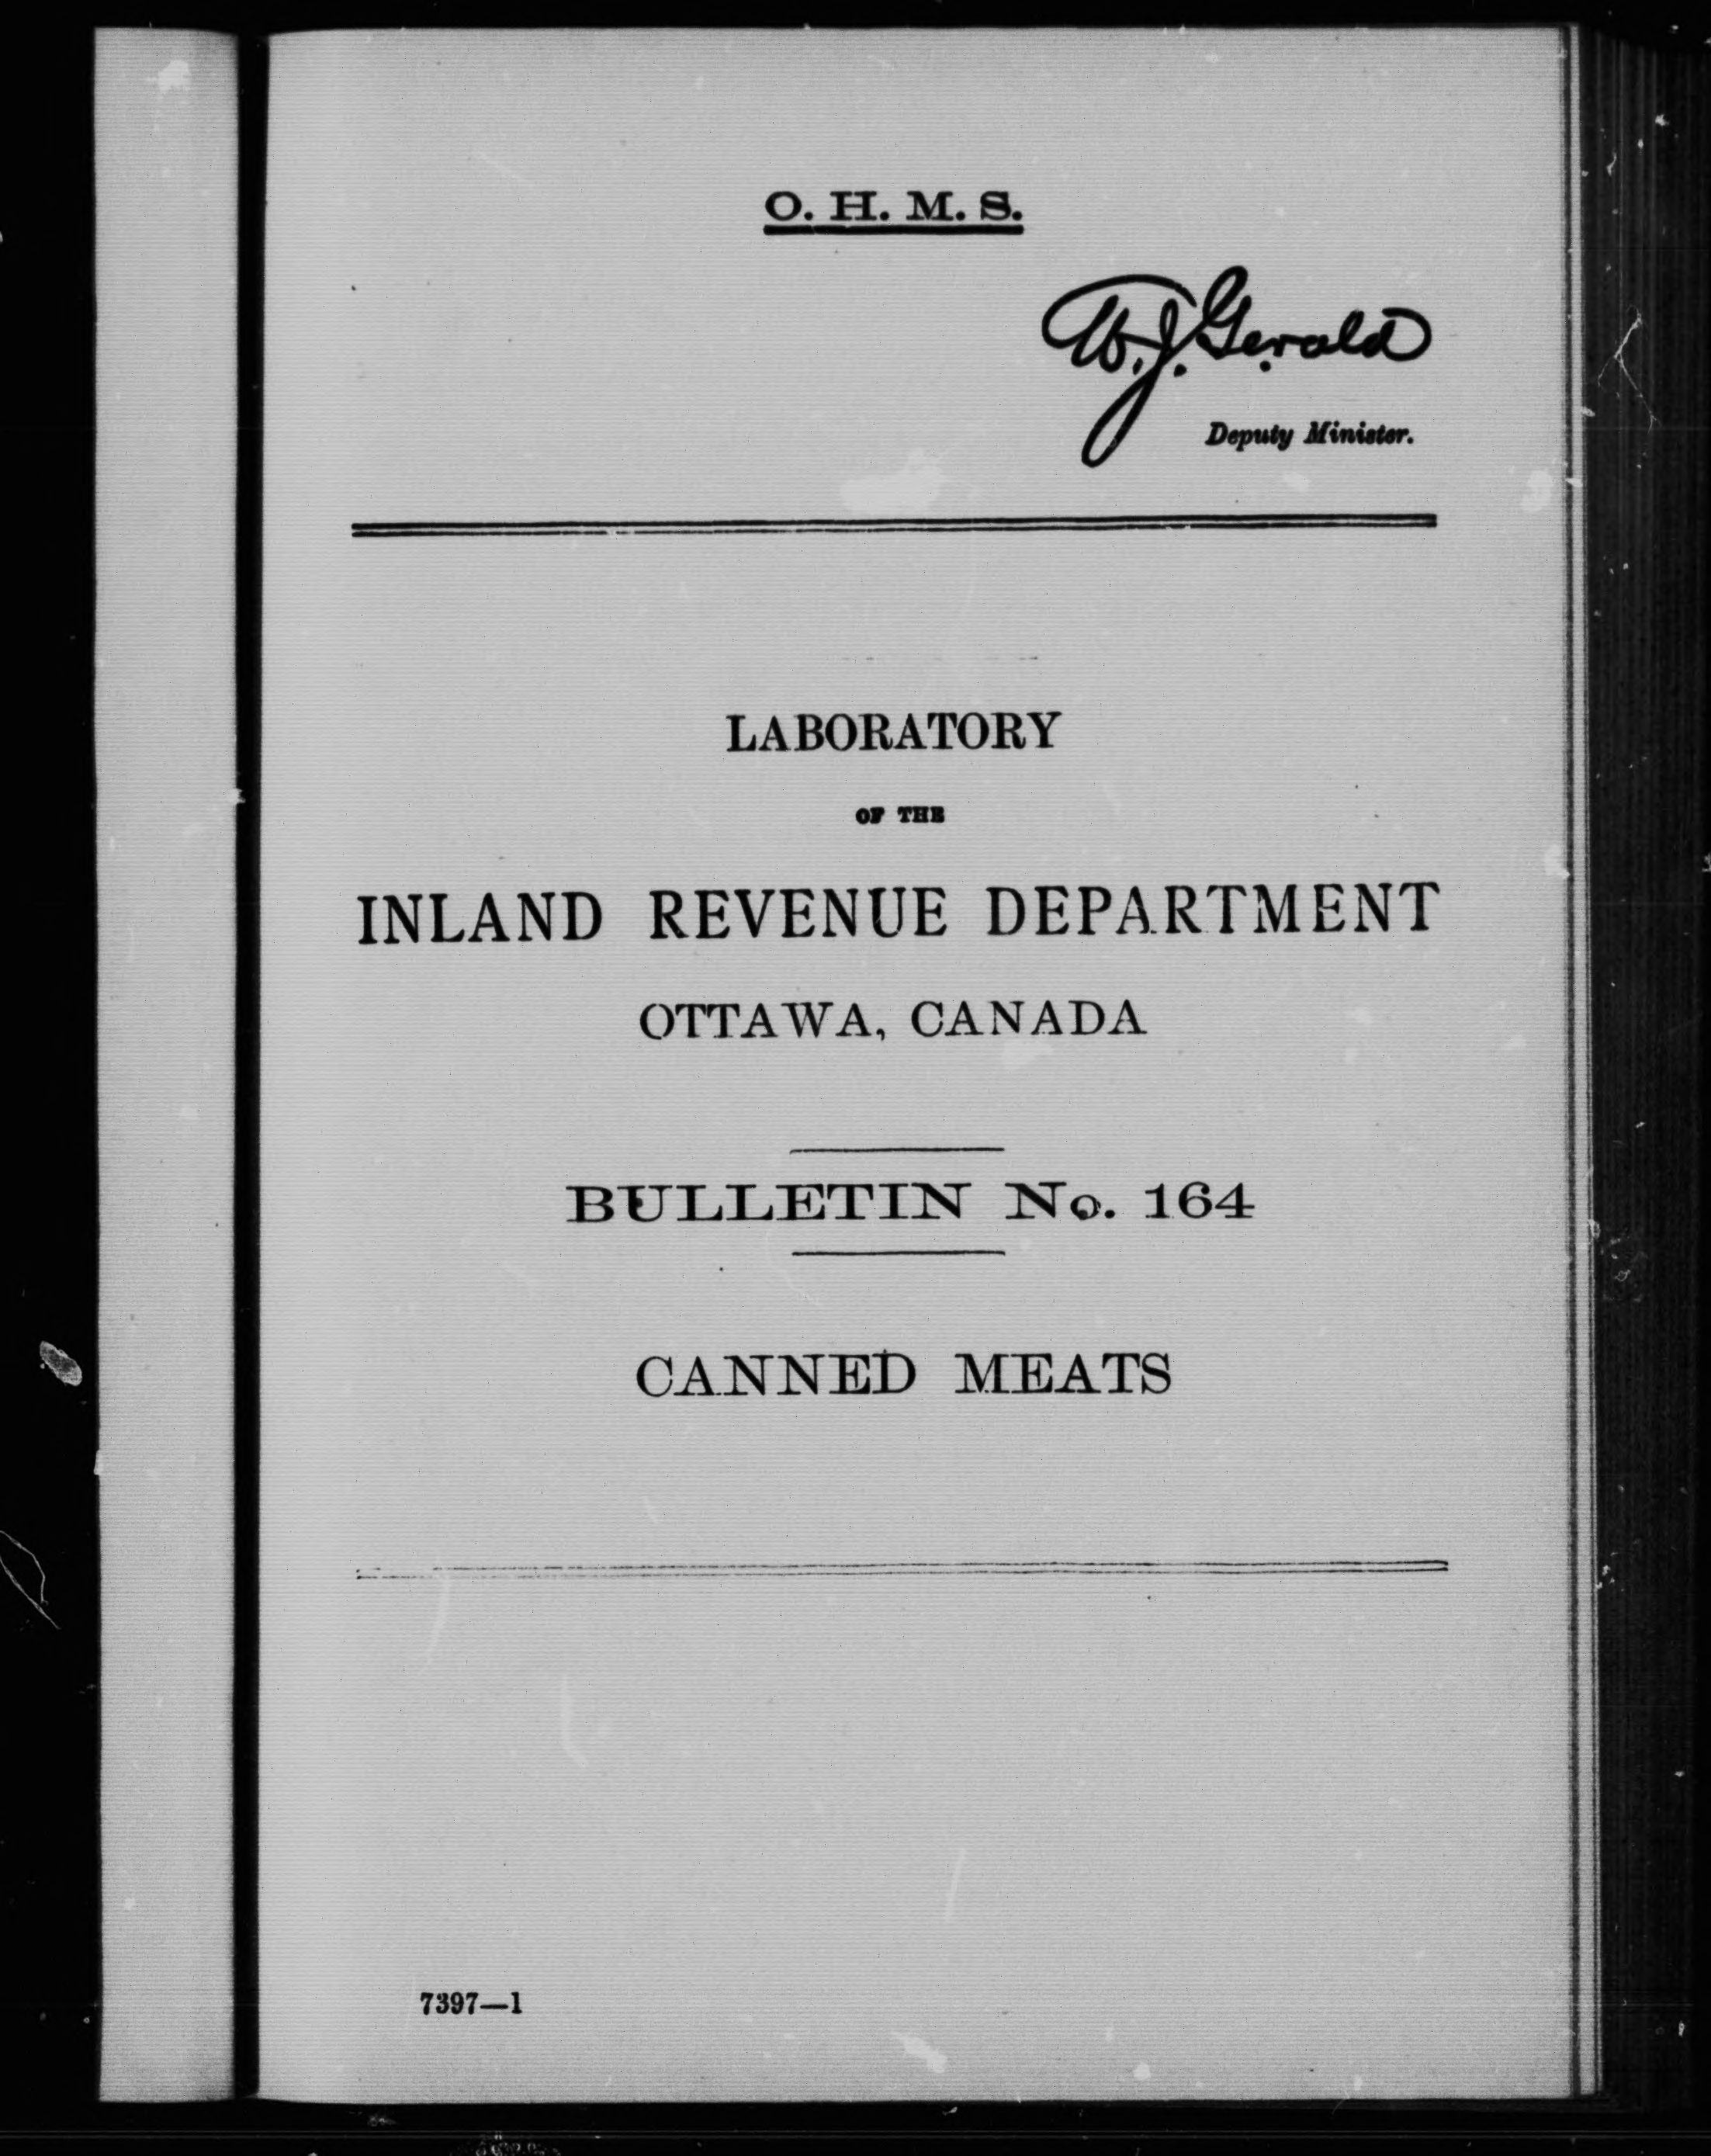 O. H. M. S.
W. J. Gerald
Deputy Minister.
LABORATORY
OF THE
INLAND REVENUE DEPARTMENT
OTTAWA, CANADA
BULLETIN No. 164
CANNED MEATS
7397—1